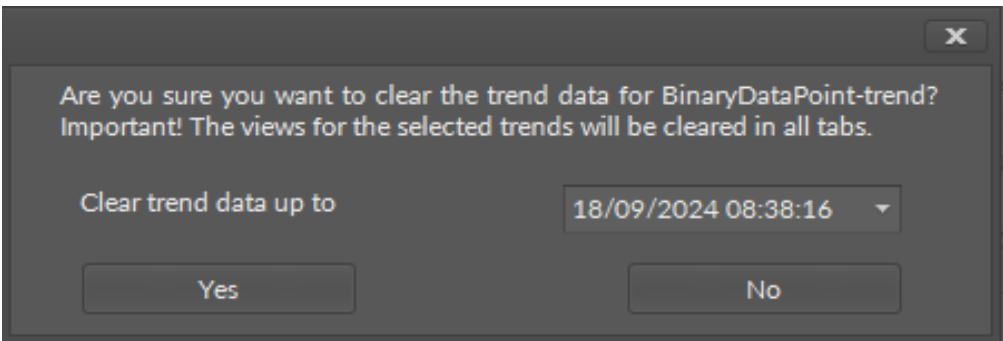 Are you sure you want to clear the trend data for BinaryDataPoint-trend?
Important! The views for the selected trends will be cleared in all tabs.
Clear trend data up to
18/09/2024 08:38:16
Yes
No